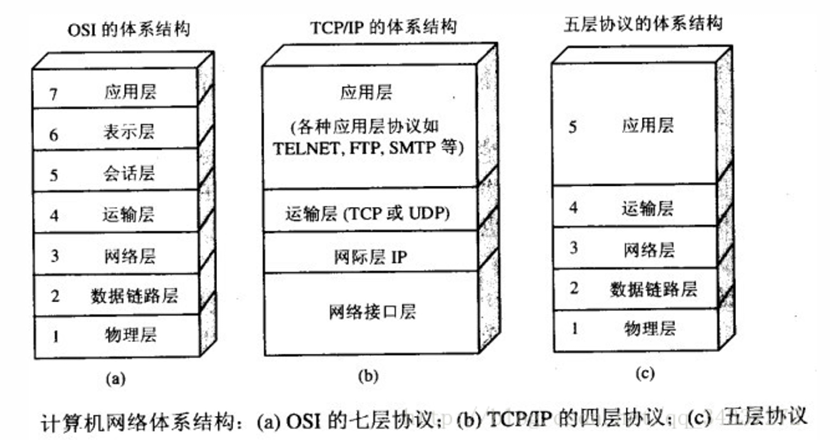 OSI 的体系结构
7 应用层
6 表示层
5 会话层
4 运输层
3 网络层
2 数据链路层
1 物理层
(a)
TCP/IP 的体系结构
应用层
(各种应用层协议如
TELNET, FTP, SMTP 等)
运输层 (TCP 或 UDP)
网际层 IP
网络接口层
(b)
五层协议的体系结构
5 应用层
4 运输层
3 网络层
2 数据链路层
1 物理层
(c)
计算机网络体系结构：(a) OSI 的七层协议；(b) TCP/IP 的四层协议；(c) 五层协议